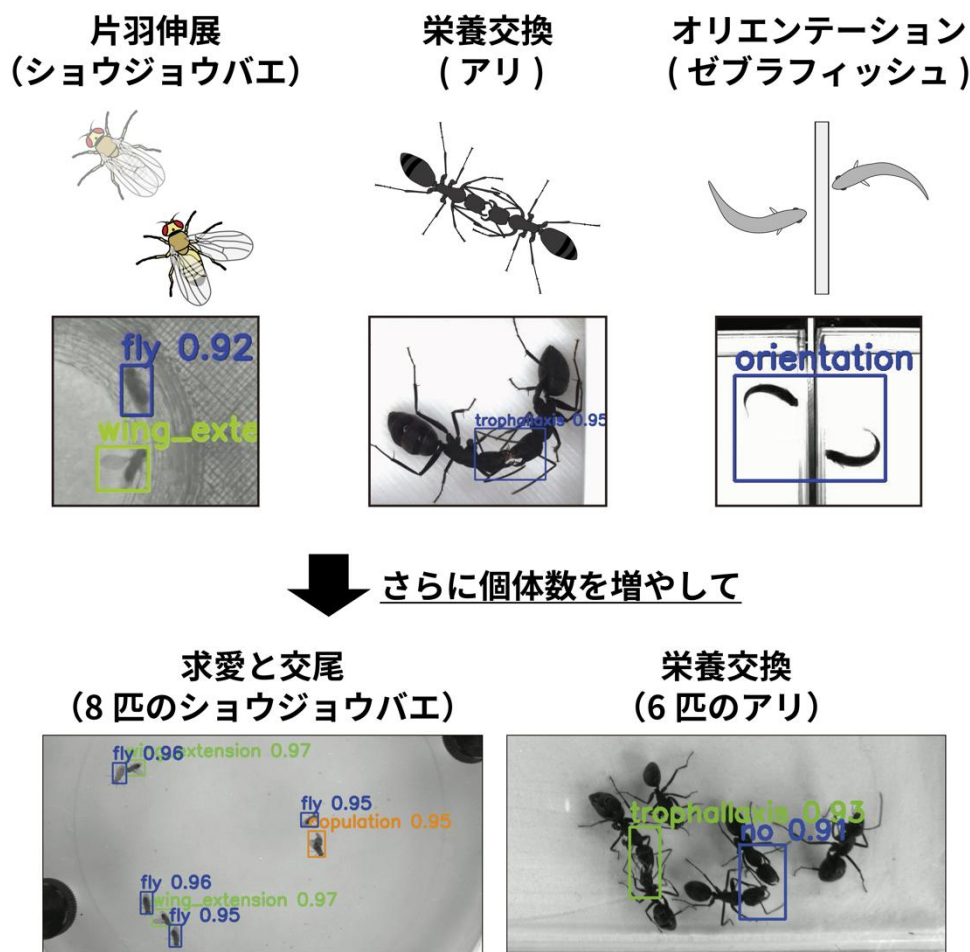 片羽伸展
（ショウジョウバエ）
栄養交換
( アリ )
オリエンテーション
( ゼブラフィッシュ )
fly 0.92
wing_exte
trophallaxis 0.95
orientation
さらに個体数を増やして
求愛と交尾
（8 匹のショウジョウバエ）
栄養交換
（6 匹のアリ）
fly 0.96
wing_extension 0.97
fly 0.95
copulation 0.95
fly 0.96
wing_extension 0.97
fly 0.95
trophallaxis 0.93
no 0.91